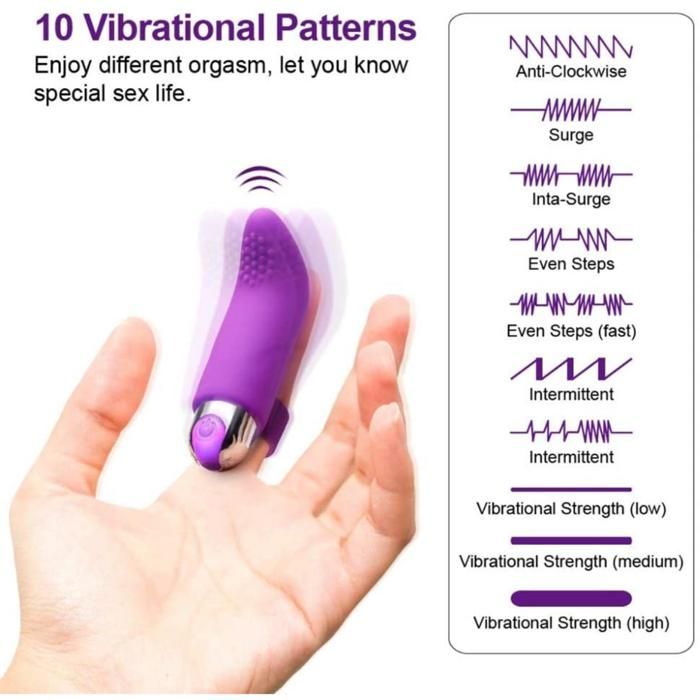 10 Vibrational Patterns
Enjoy different orgasm, let you know
special sex life.
Anti-Clockwise
Surge
Inta-Surge
Even Steps
Even Steps (fast)
Intermittent
Intermittent
Vibrational Strength (low)
Vibrational Strength (medium)
Vibrational Strength (high)